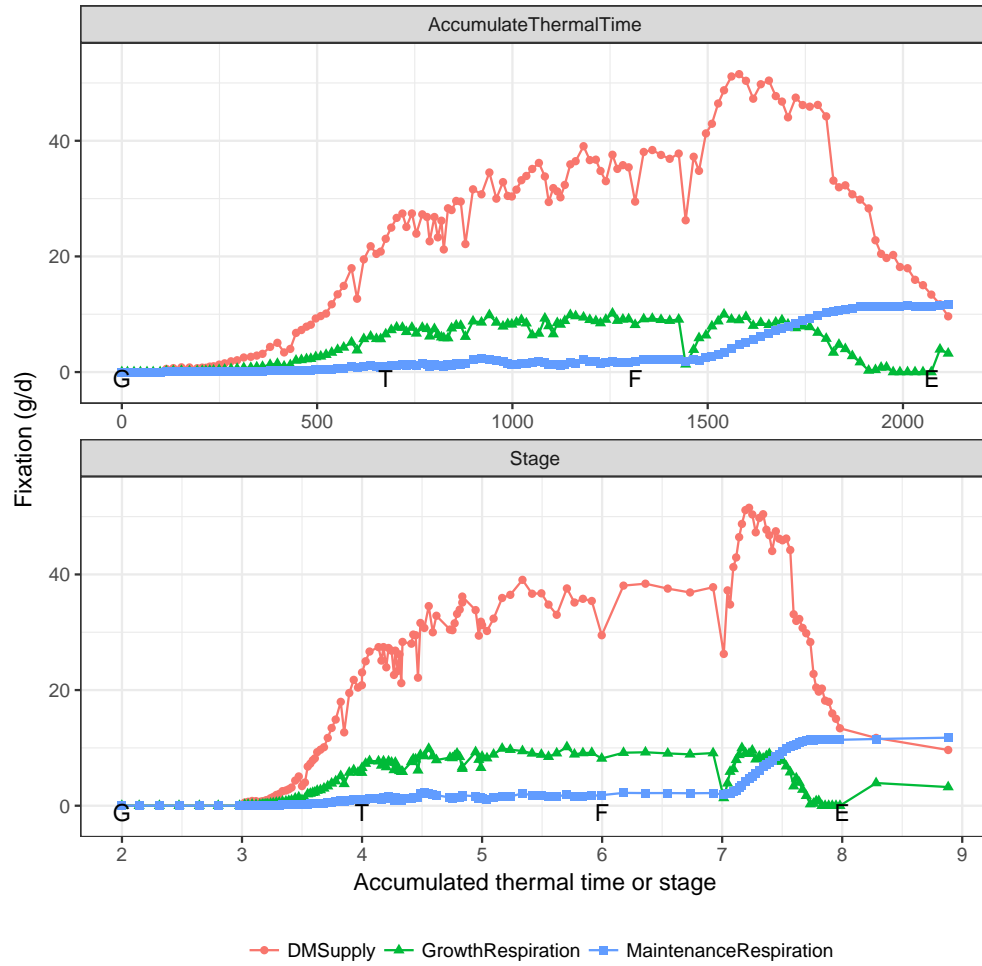 AccumulateThermalTime
40
20
0
G T F E
0 500 1000 1500 2000
Fixation (g/d)
Stage
40
20
0
G T F E
2 3 4 5 6 7 8 9
Accumulated thermal time or stage
DMSupply GrowthRespiration MaintenanceRespiration